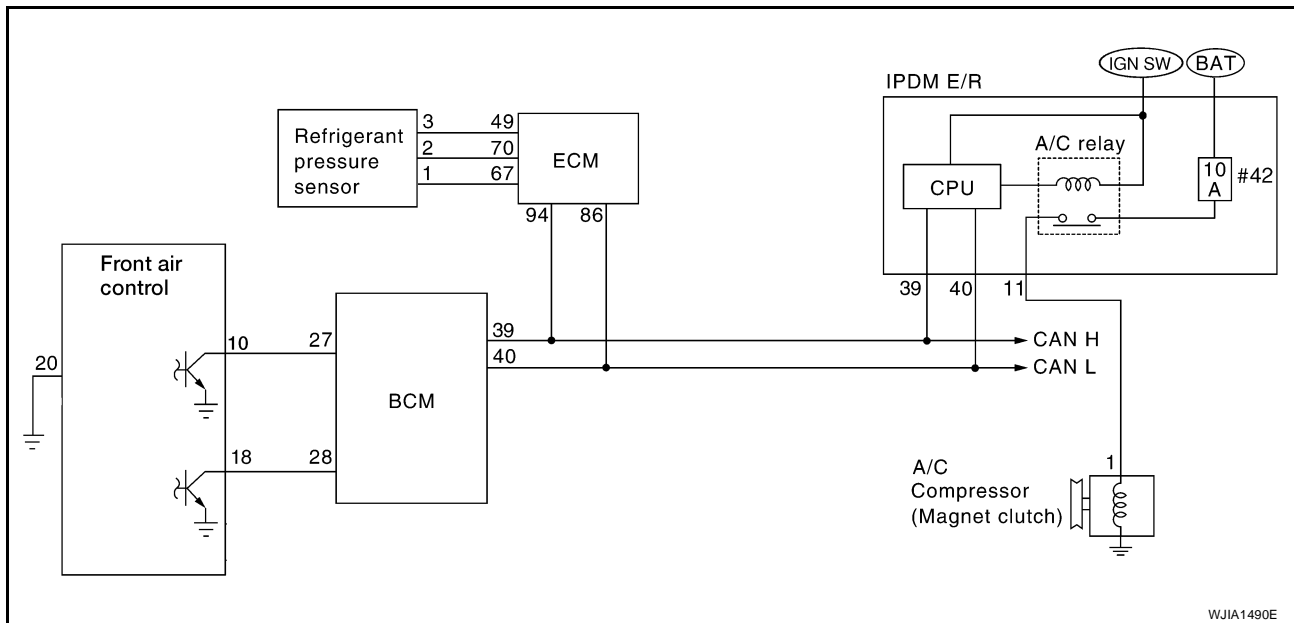 IGN SW BAT
IPDM E/R
Refrigerant
pressure
sensor
3 49
2 70
1 67
ECM
94 86
A/C relay
CPU
10
A
#42
39 40 11
Front air
control
20
10 27
18 28
BCM
39
40
CAN H
CAN L
A/C
Compressor
(Magnet clutch)
1
WJIA1490E